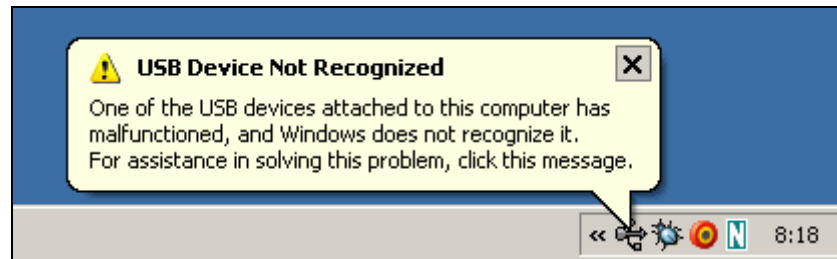 USB Device Not Recognized
One of the USB devices attached to this computer has
malfunctioned, and Windows does not recognize it.
For assistance in solving this problem, click this message.
« N 8:18